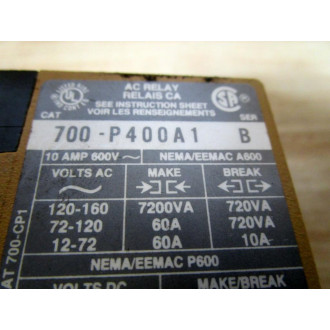 AC RELAY
RELAIS CA
SEE INSTRUCTION SHEET
VOIR LES RENSEIGNEMENTS
CAT SER
700-P400A1 B
10 AMP 600V~ NEMA/EEMAC A600
VOLTS AC MAKE BREAK
120-160 7200VA 720VA
72-120 60A 720VA
12-72 60A 10A
NEMA/EEMAC P600
VOLTS DC MAKE/BREAK
AT 700-CP1